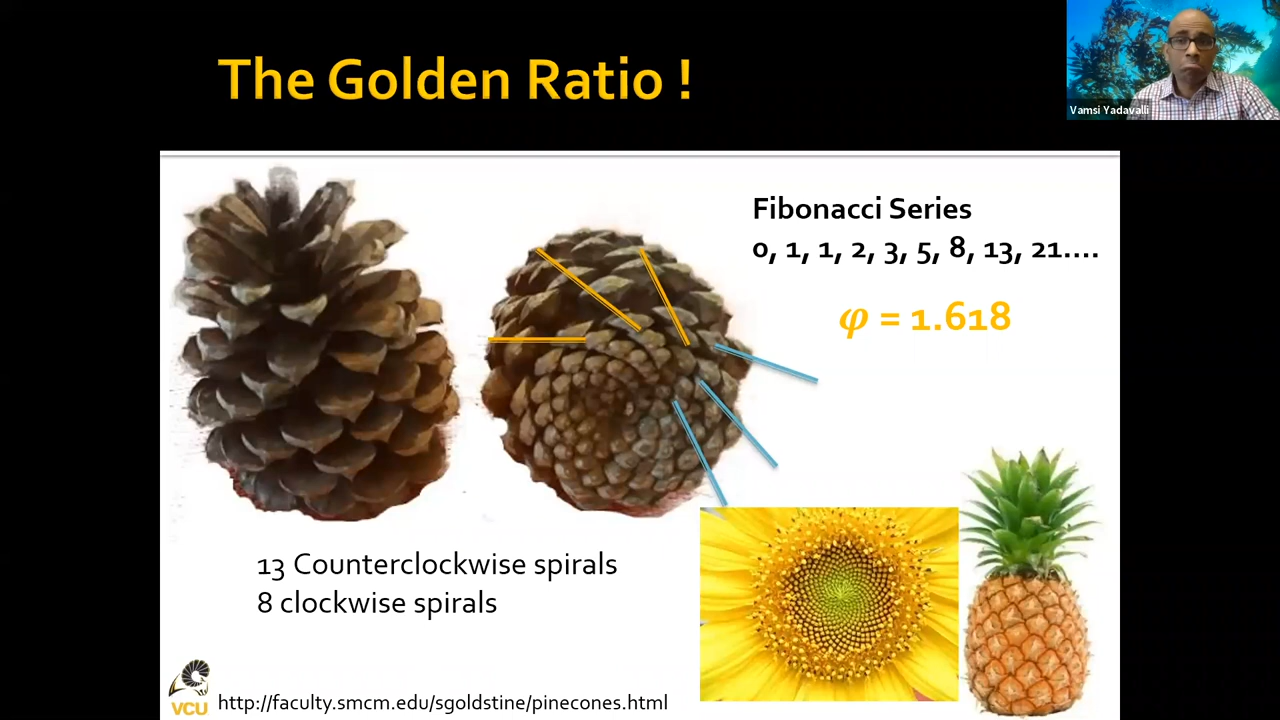 The Golden Ratio !
Vamsi Yadavalli
Fibonacci Series
0, 1, 1, 2, 3, 5, 8, 13, 21....
φ = 1.618
13 Counterclockwise spirals
8 clockwise spirals
VCU
http://faculty.smcm.edu/sgoldstine/pinecones.html